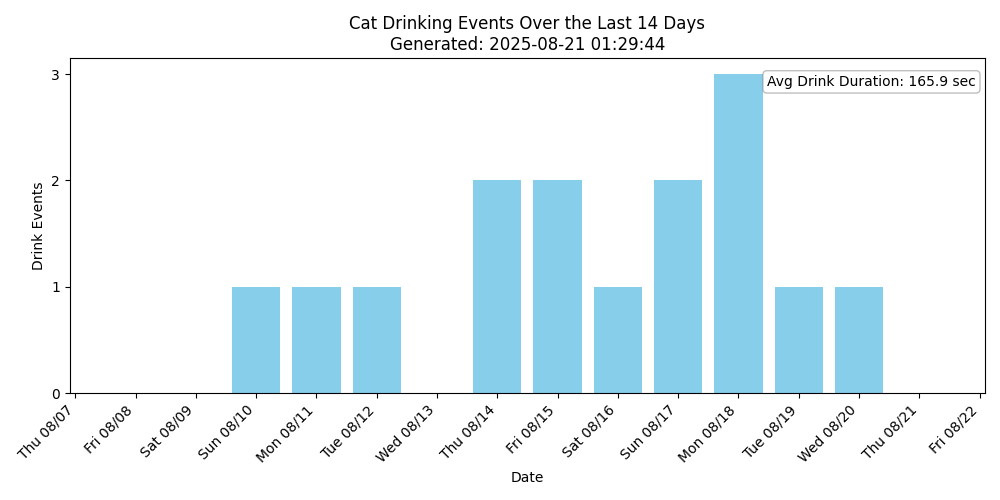 Cat Drinking Events Over the Last 14 Days
Generated: 2025-08-21 01:29:44
Avg Drink Duration: 165.9 sec
3
2
1
0
Drink Events
Thu 08/07
Fri 08/08
Sat 08/09
Sun 08/10
Mon 08/11
Tue 08/12
Wed 08/13
Thu 08/14
Fri 08/15
Sat 08/16
Sun 08/17
Mon 08/18
Tue 08/19
Wed 08/20
Thu 08/21
Fri 08/22
Date